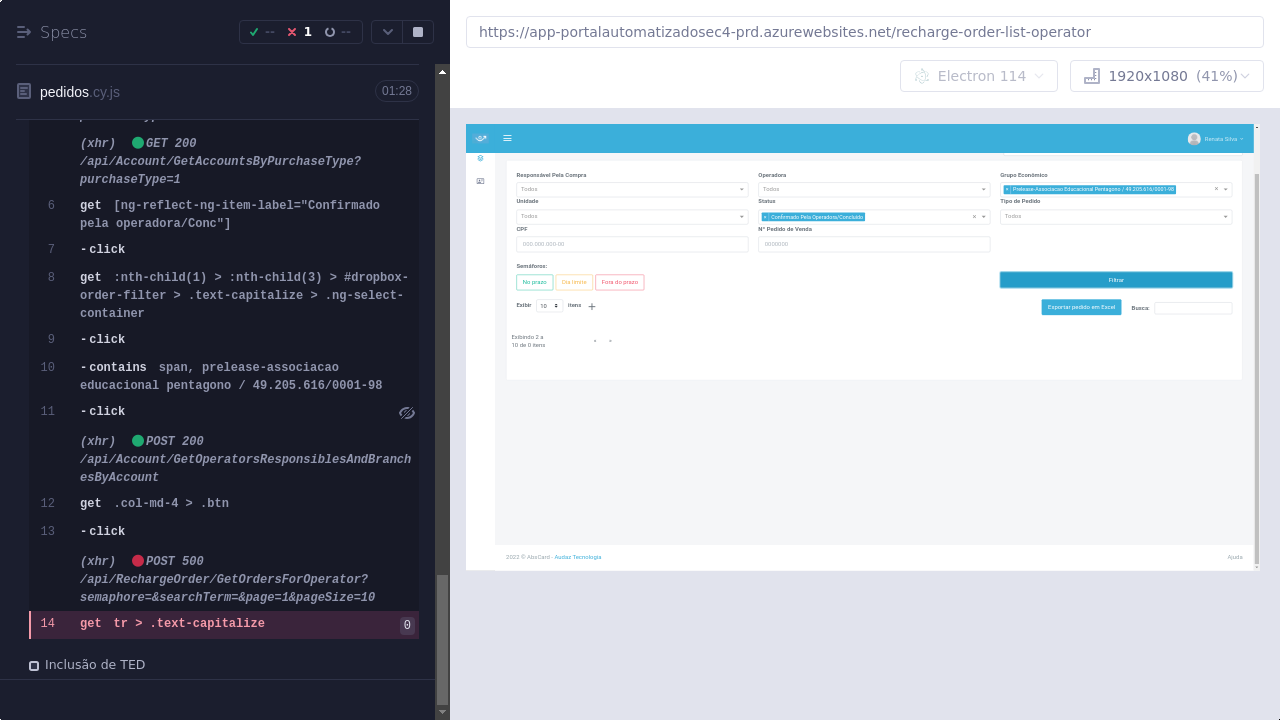 Specs
--
1
--
pedidos.cy.js
01:28
(xhr) GET 200
/api/Account/GetAccountsByPurchaseType?
purchaseType=1
6 get [ng-reflect-ng-item-label="Confirmado
Pela Operadora/Conc"]
7 -click
8 get :nth-child(1) > :nth-child(3) > #dropbox-
order-filter > .text-capitalize > .ng-select-
container
9 -click
10 -contains span, prelease-associacao
educacional pentagono / 49.205.616/0001-98
11 -click
(xhr) POST 200
/api/Account/GetOperatorsResponsiblesAndBranch
esByAccount
12 get .col-md-4 > .btn
13 -click
(xhr) POST 500
/api/RechargeOrder/GetOrdersForOperator?
semaphore=&searchTerm=&page=1&pageSize=10
14 get tr > .text-capitalize 0
Inclusão de TED
https://app-portalautomatizadosec4-prd.azurewebsites.net/recharge-order-list-operator
Electron 114
1920x1080 (41%)
Renata Silva
Responsável Pela Compra
Operadora
Grupo Econômico
Todos
Todos
× Prelease-Associacao Educacional Pentagono / 49.205.616/0001-98 ×
Unidade
Status
Tipo de Pedido
Todos
× Confirmado Pela Operadora/Concluído ×
Todos
CPF
Nº Pedido de Venda
000.000.000-00
0000000
Semáforos:
No prazo
Dia limite
Fora do prazo
Filtrar
Exibir 10 itens +
Exportar pedido em Excel
Busca:
Exibindo 2 a
10 de 0 itens
2022 © AbsCard - Audaz Tecnologia
Ajuda